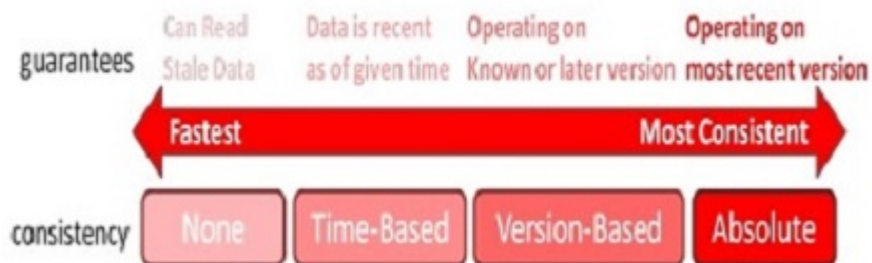 guarantees
Can Read
Stale Data
Data is recent
as of given time
Operating on
Known or later version
Operating on
most recent version
Fastest
Most Consistent
consistency
None
Time-Based
Version-Based
Absolute